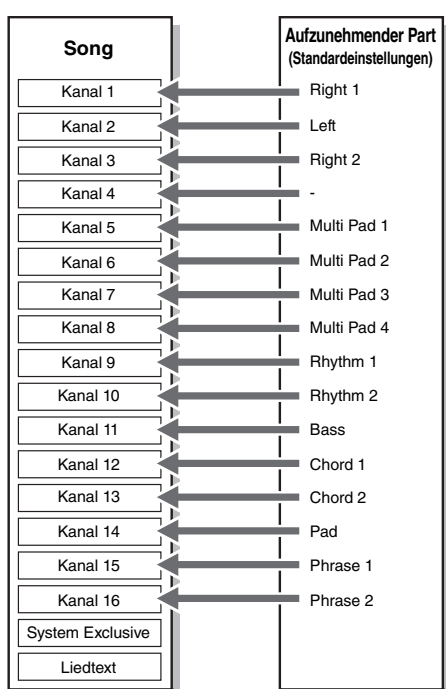 Song
Aufzunehmender Part
(Standardeinstellungen)
Kanal 1
Right 1
Kanal 2
Left
Kanal 3
Right 2
Kanal 4
-
Kanal 5
Multi Pad 1
Kanal 6
Multi Pad 2
Kanal 7
Multi Pad 3
Kanal 8
Multi Pad 4
Kanal 9
Rhythm 1
Kanal 10
Rhythm 2
Kanal 11
Bass
Kanal 12
Chord 1
Kanal 13
Chord 2
Kanal 14
Pad
Kanal 15
Phrase 1
Kanal 16
Phrase 2
System Exclusive
Liedtext